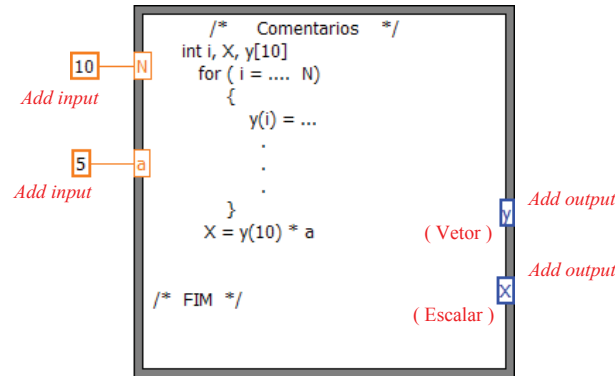 /* Comentarios */
int i, X, y[10]
10 N
for ( i = .... N)
Add input
{
y(i) = ...
.
5 a
.
Add input
.
}
Add output
y
X = y(10) * a
( Vetor )
Add output
X
/* FIM */
( Escalar )